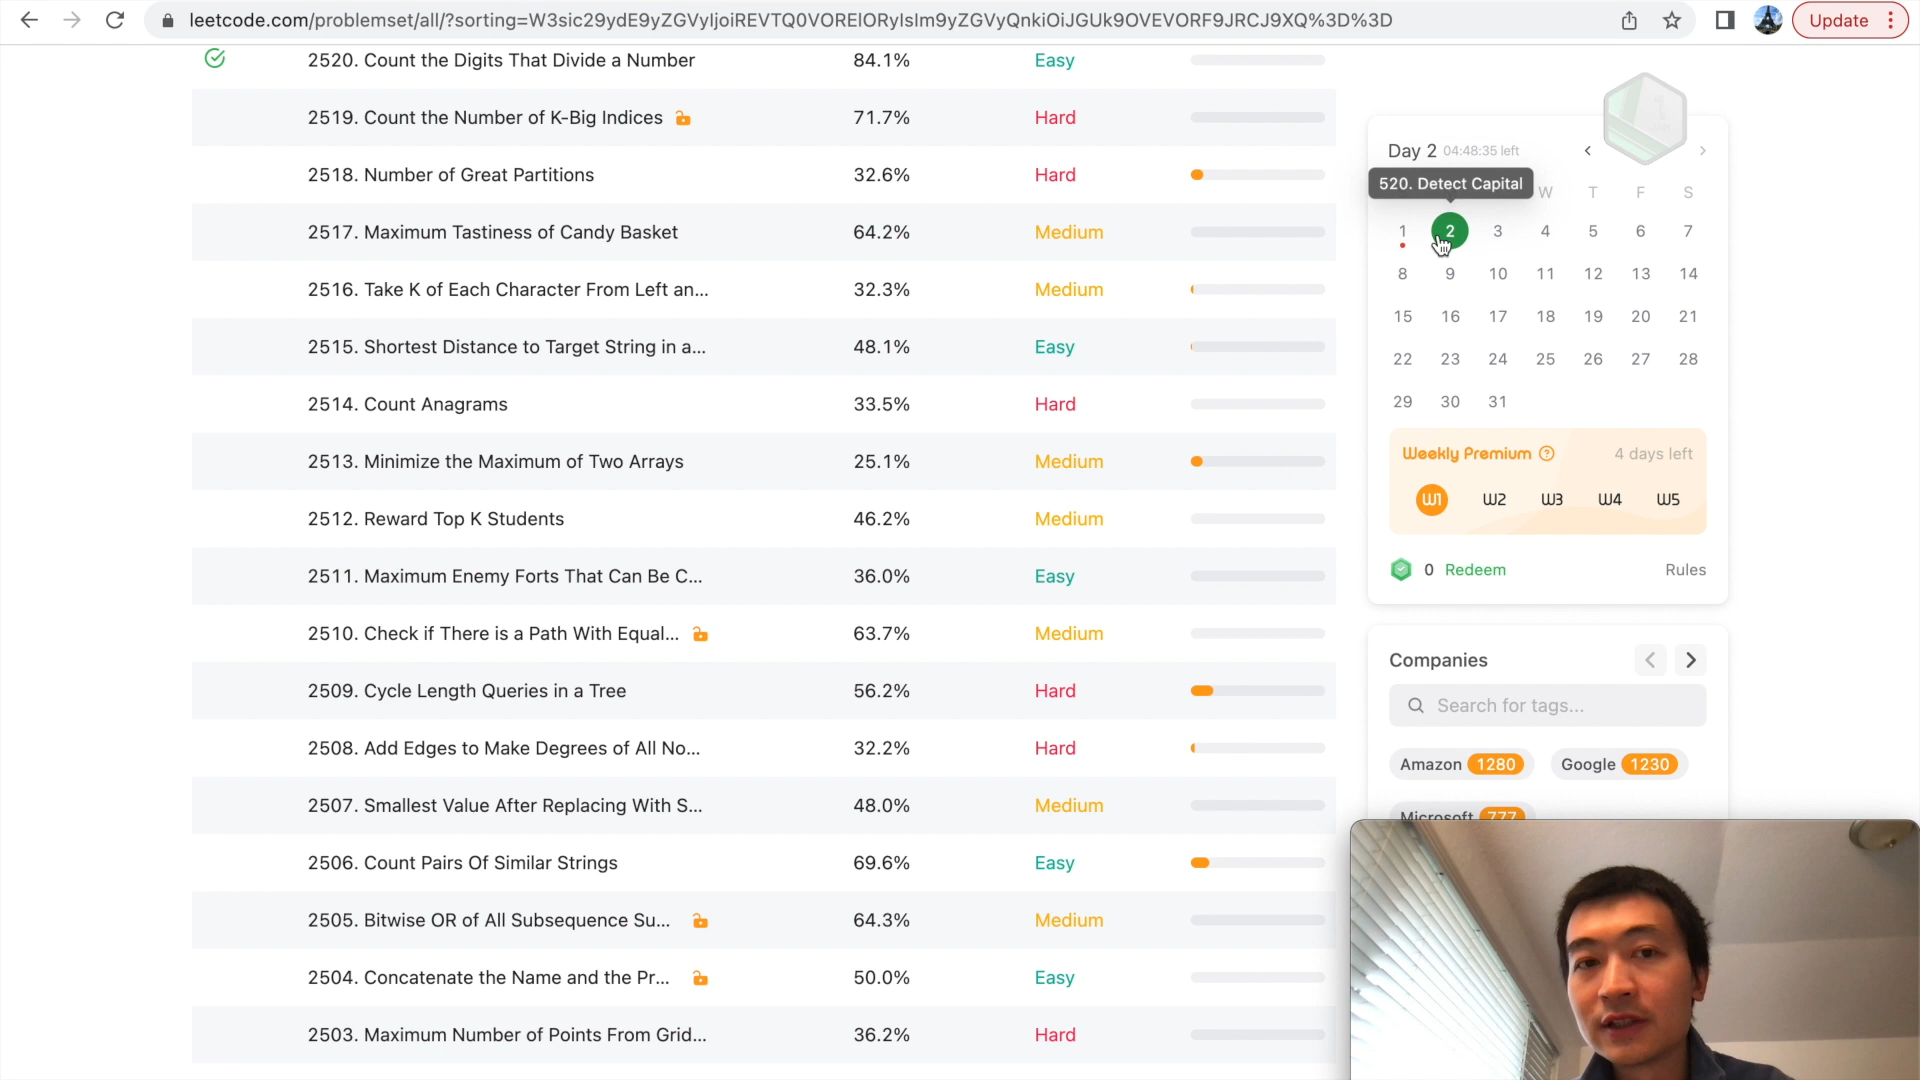 leetcode.com/problemset/all/?sorting=W3sic29ydE9yZGVyIjoiREVTQ0VORElORyIsIm9yZGVyQnkiOiJGUk9OVEVORF9JRCJ9XQ%3D%3D
Update
2520. Count the Digits That Divide a Number 84.1% Easy
2519. Count the Number of K-Big Indices 71.7% Hard
2518. Number of Great Partitions 32.6% Hard
2517. Maximum Tastiness of Candy Basket 64.2% Medium
2516. Take K of Each Character From Left an... 32.3% Medium
2515. Shortest Distance to Target String in a... 48.1% Easy
2514. Count Anagrams 33.5% Hard
2513. Minimize the Maximum of Two Arrays 25.1% Medium
2512. Reward Top K Students 46.2% Medium
2511. Maximum Enemy Forts That Can Be C... 36.0% Easy
2510. Check if There is a Path With Equal... 63.7% Medium
2509. Cycle Length Queries in a Tree 56.2% Hard
2508. Add Edges to Make Degrees of All No... 32.2% Hard
2507. Smallest Value After Replacing With S... 48.0% Medium
2506. Count Pairs Of Similar Strings 69.6% Easy
2505. Bitwise OR of All Subsequence Su... 64.3% Medium
2504. Concatenate the Name and the Pr... 50.0% Easy
2503. Maximum Number of Points From Grid... 36.2% Hard
Day 2 04:48:35 left
520. Detect Capital
W T F S
1 2 3 4 5 6 7
8 9 10 11 12 13 14
15 16 17 18 19 20 21
22 23 24 25 26 27 28
29 30 31
Weekly Premium 4 days left
W1 W2 W3 W4 W5
0 Redeem Rules
Companies
Search for tags...
Amazon 1280 Google 1230
Microsoft 777